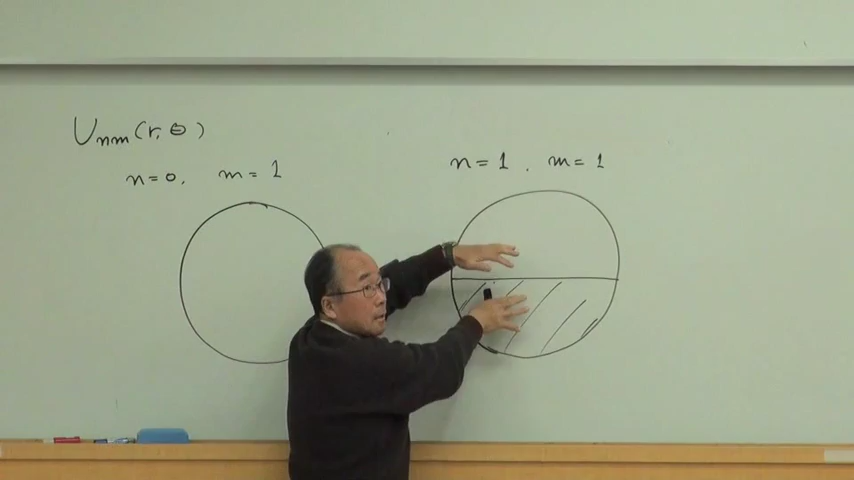 Unm(r, θ)
n=0, m=1
n=1, m=1